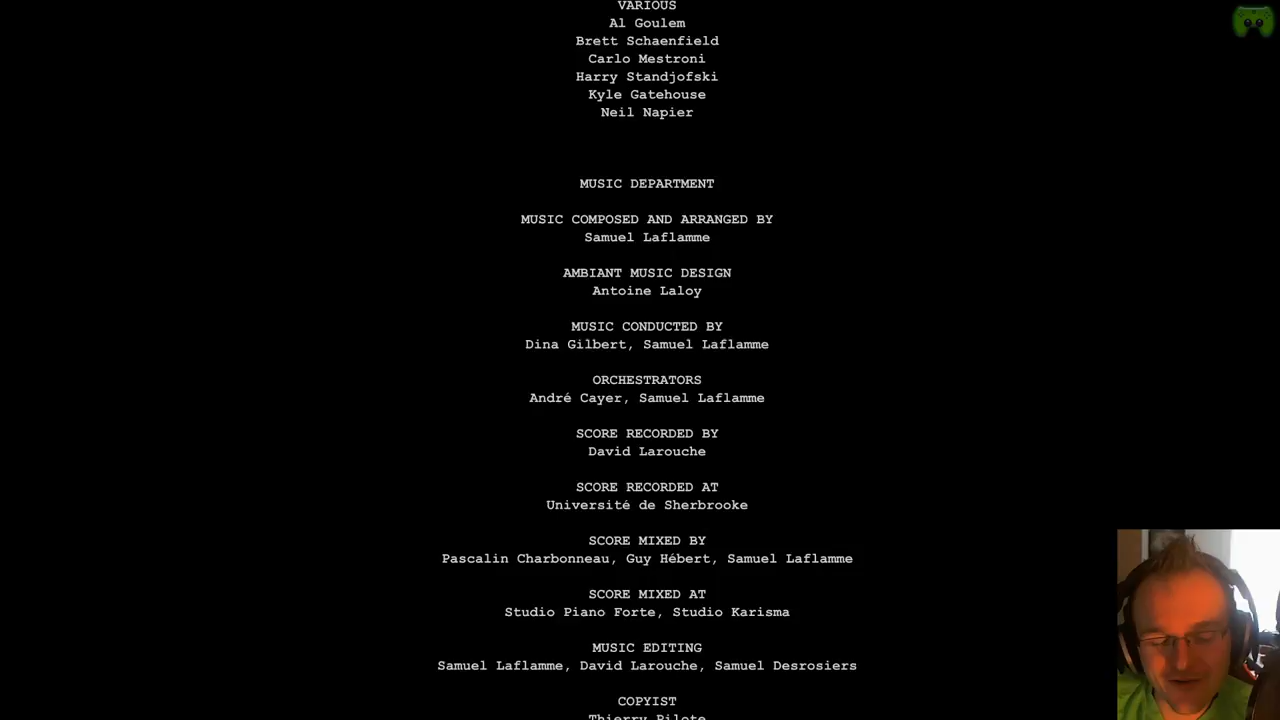 VARIOUS
Al Goulem
Brett Schaenfield
Carlo Mestroni
Harry Standjofski
Kyle Gatehouse
Neil Napier
MUSIC DEPARTMENT
MUSIC COMPOSED AND ARRANGED BY
Samuel Laflamme
AMBIANT MUSIC DESIGN
Antoine Laloy
MUSIC CONDUCTED BY
Dina Gilbert, Samuel Laflamme
ORCHESTRATORS
André Cayer, Samuel Laflamme
SCORE RECORDED BY
David Larouche
SCORE RECORDED AT
Université de Sherbrooke
SCORE MIXED BY
Pascalin Charbonneau, Guy Hébert, Samuel Laflamme
SCORE MIXED AT
Studio Piano Forte, Studio Karisma
MUSIC EDITING
Samuel Laflamme, David Larouche, Samuel Desrosiers
COPYIST
Thierry Pilote